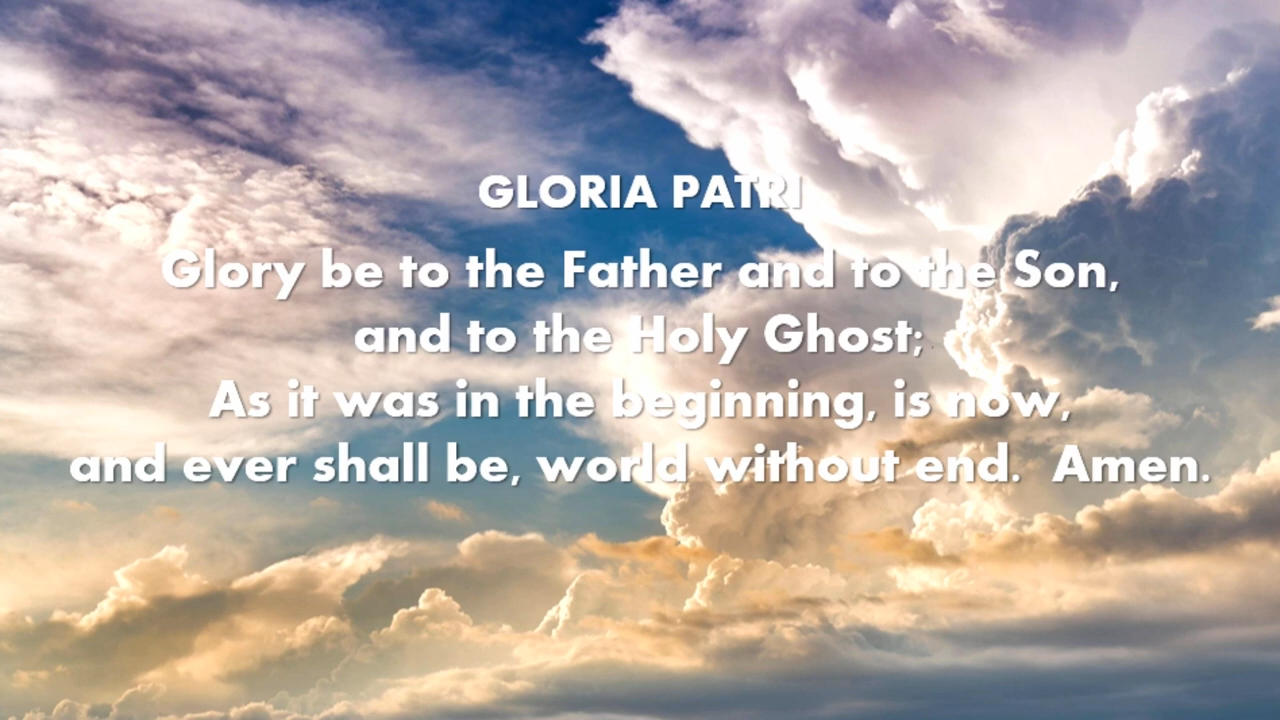 GLORIA PATRI
Glory be to the Father and to the Son,
and to the Holy Ghost;
As it was in the beginning, is now,
and ever shall be, world without end.  Amen.